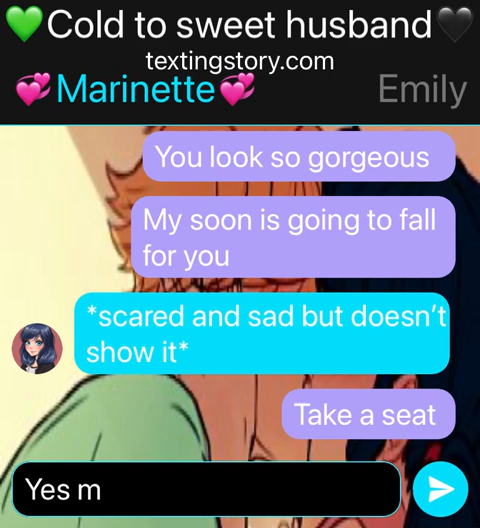 💚Cold to sweet husband🖤
textingstory.com
💞Marinette💞 Emily
You look so gorgeous
My soon is going to fall
for you
*scared and sad but doesn't
show it*
Take a seat
Yes m